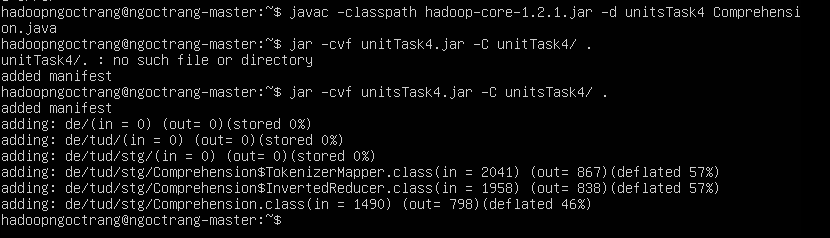 hadoopngoctrang@ngoctrang-master:~$ javac -classpath hadoop-core-1.2.1.jar -d unitsTask4 Comprehensi
on.java
hadoopngoctrang@ngoctrang-master:~$ jar -cvf unitTask4.jar -C unitTask4/ .
unitTask4/. : no such file or directory
added manifest
hadoopngoctrang@ngoctrang-master:~$ jar -cvf unitsTask4.jar -C unitsTask4/ .
added manifest
adding: de/(in = 0) (out= 0)(stored 0%)
adding: de/tud/(in = 0) (out= 0)(stored 0%)
adding: de/tud/stg/(in = 0) (out= 0)(stored 0%)
adding: de/tud/stg/Comprehension$TokenizerMapper.class(in = 2041) (out= 867)(deflated 57%)
adding: de/tud/stg/Comprehension$InvertedReducer.class(in = 1958) (out= 838)(deflated 57%)
adding: de/tud/stg/Comprehension.class(in = 1490) (out= 798)(deflated 46%)
hadoopngoctrang@ngoctrang-master:~$